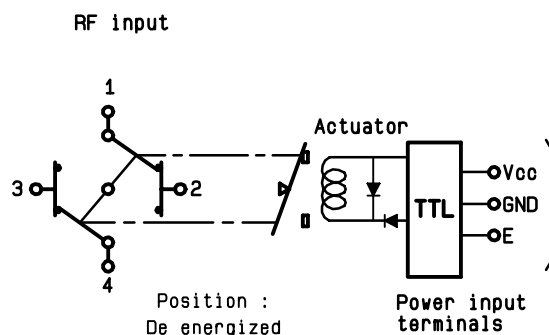 RF input
1
Actuator
3
2
TTL
Vcc
GND
E
4
Position :
De energized
Power input
terminals